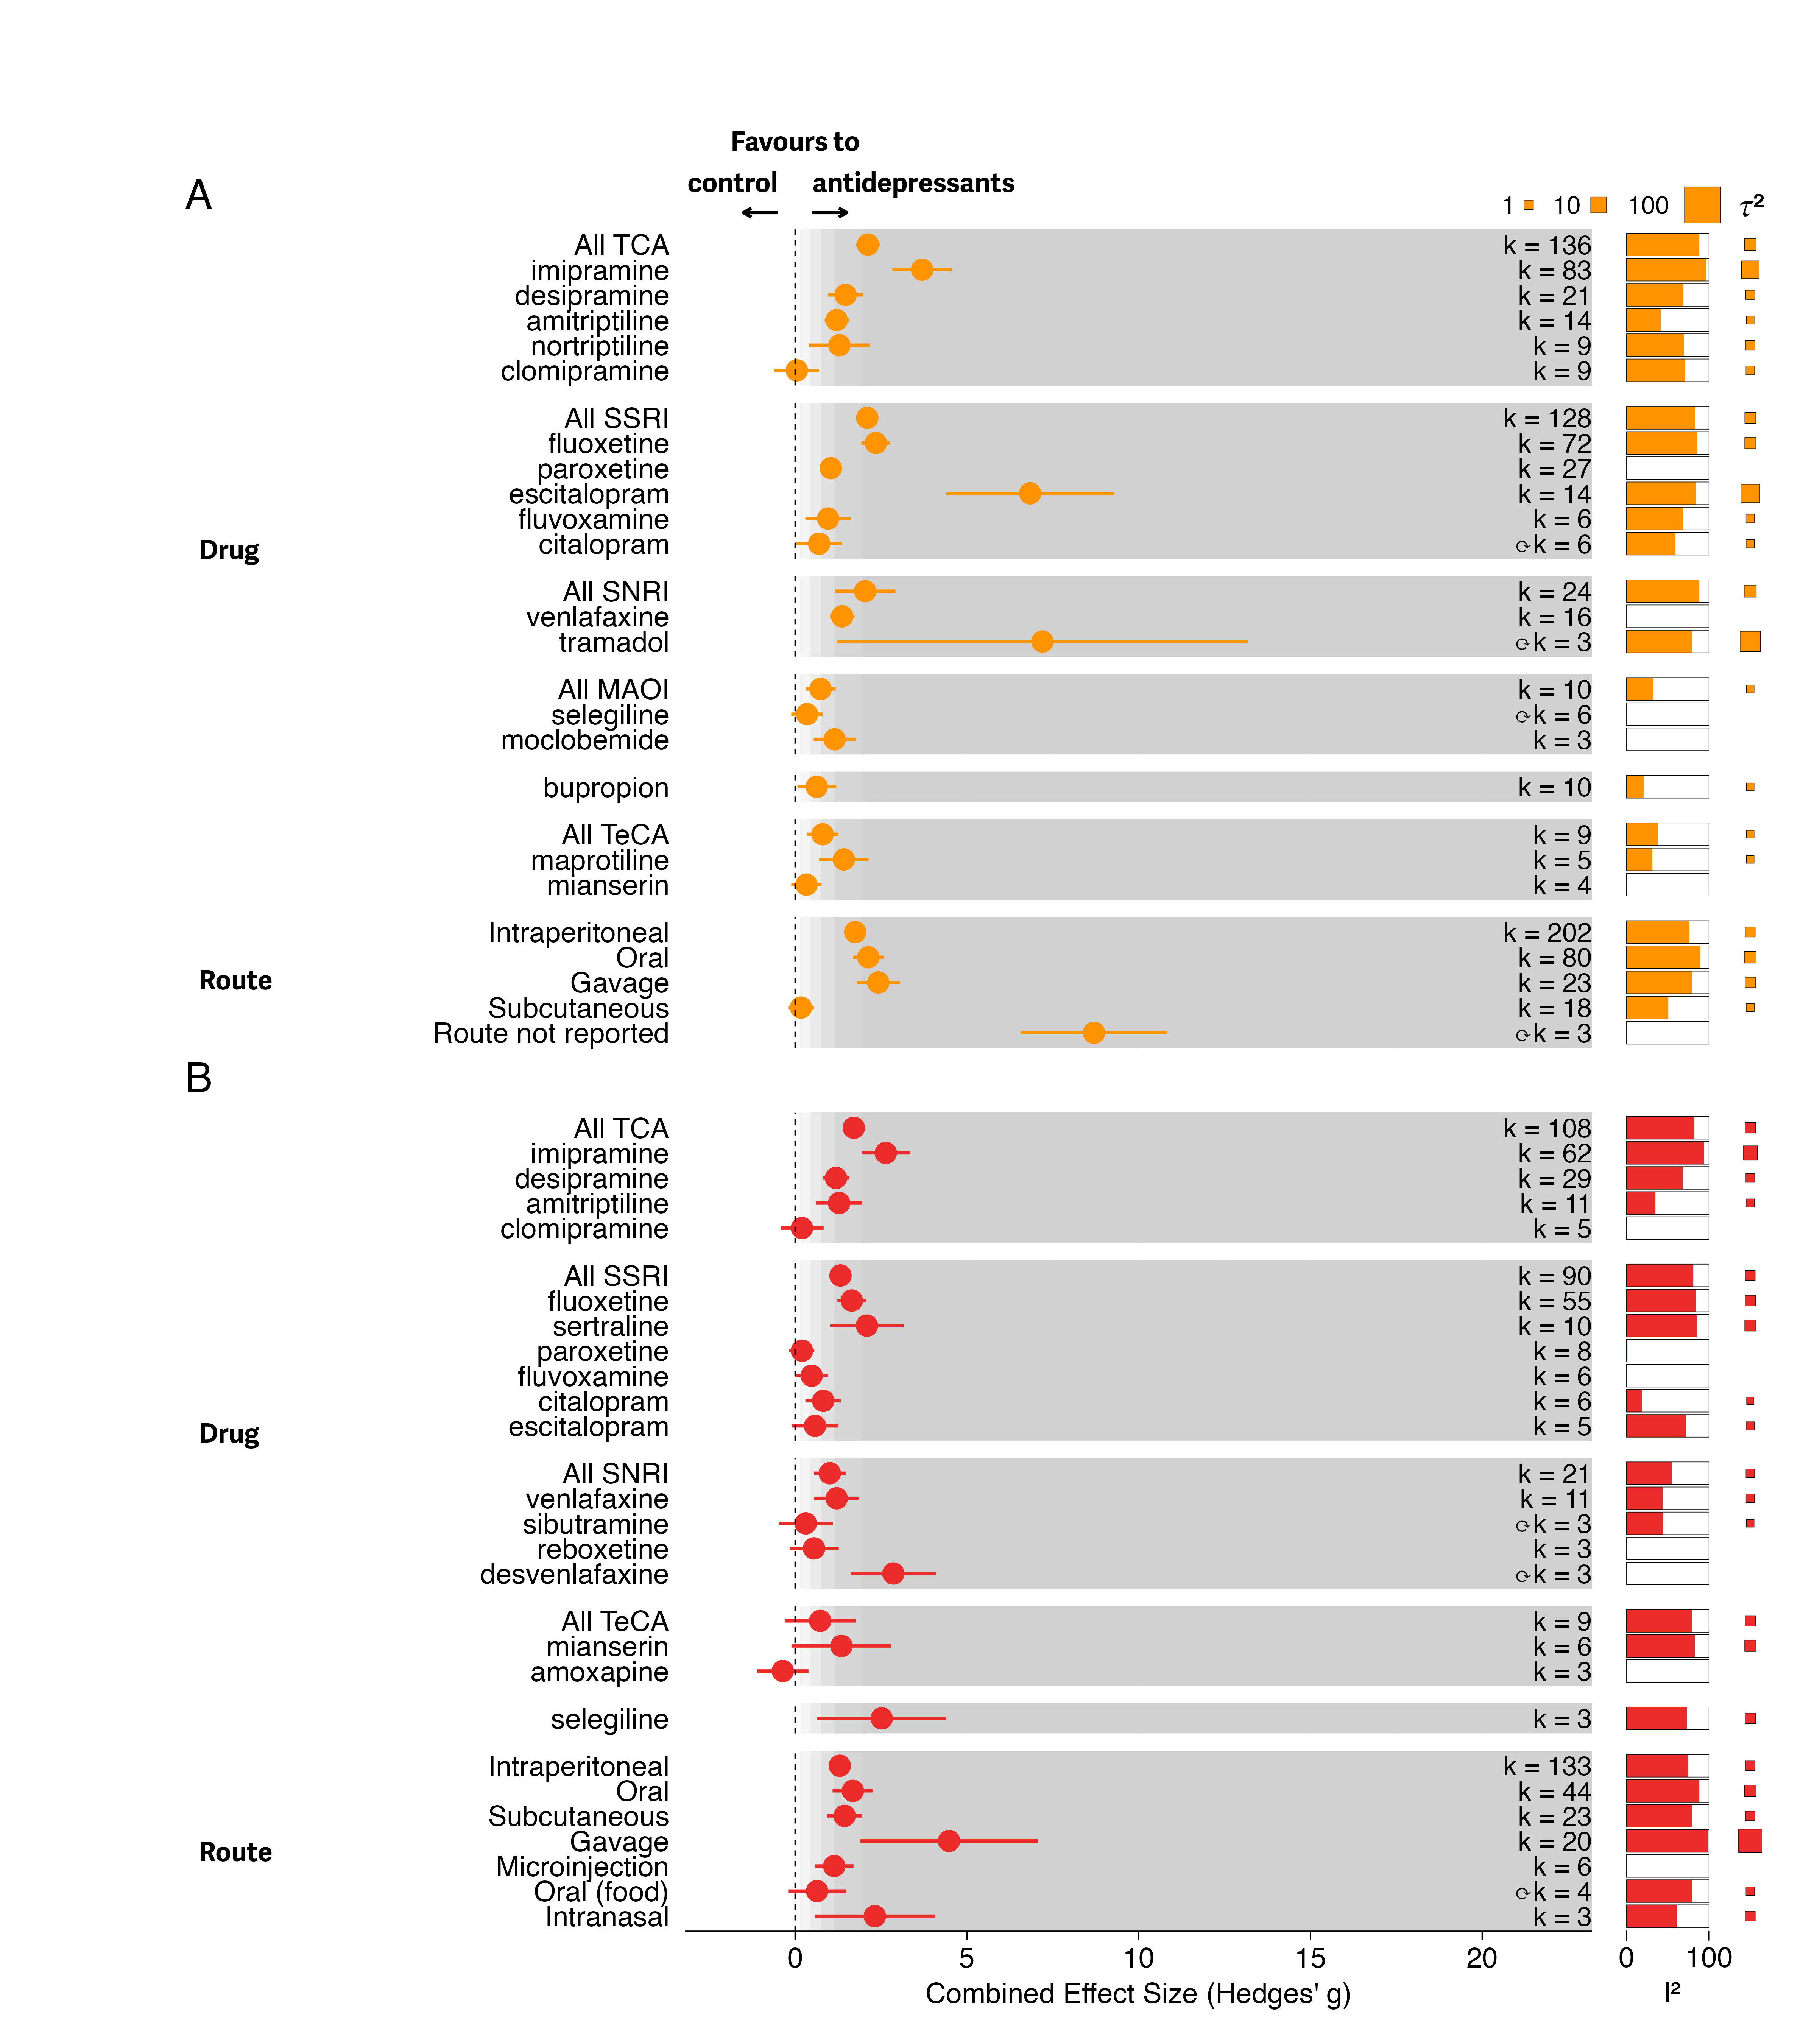 Favours to
control antidepressants
A
1 10 100 τ²
All TCA k = 136
imipramine k = 83
desipramine k = 21
amitriptiline k = 14
nortriptiline k = 9
clomipramine k = 9
All SSRI k = 128
fluoxetine k = 72
paroxetine k = 27
escitalopram k = 14
fluvoxamine k = 6
citalopram ⟳k = 6
Drug
All SNRI k = 24
venlafaxine k = 16
tramadol ⟳k = 3
All MAOI k = 10
selegiline ⟳k = 6
moclobemide k = 3
bupropion k = 10
All TeCA k = 9
maprotiline k = 5
mianserin k = 4
Intraperitoneal k = 202
Oral k = 80
Route
Gavage k = 23
Subcutaneous k = 18
Route not reported ⟳k = 3
B
All TCA k = 108
imipramine k = 62
desipramine k = 29
amitriptiline k = 11
clomipramine k = 5
All SSRI k = 90
fluoxetine k = 55
sertraline k = 10
paroxetine k = 8
fluvoxamine k = 6
citalopram k = 6
escitalopram k = 5
Drug
All SNRI k = 21
venlafaxine k = 11
sibutramine ⟳k = 3
reboxetine k = 3
desvenlafaxine ⟳k = 3
All TeCA k = 9
mianserin k = 6
amoxapine k = 3
selegiline k = 3
Intraperitoneal k = 133
Oral k = 44
Subcutaneous k = 23
Gavage k = 20
Route
Microinjection k = 6
Oral (food) ⟳k = 4
Intranasal k = 3
0 5 10 15 20 0 100
Combined Effect Size (Hedges' g) I²